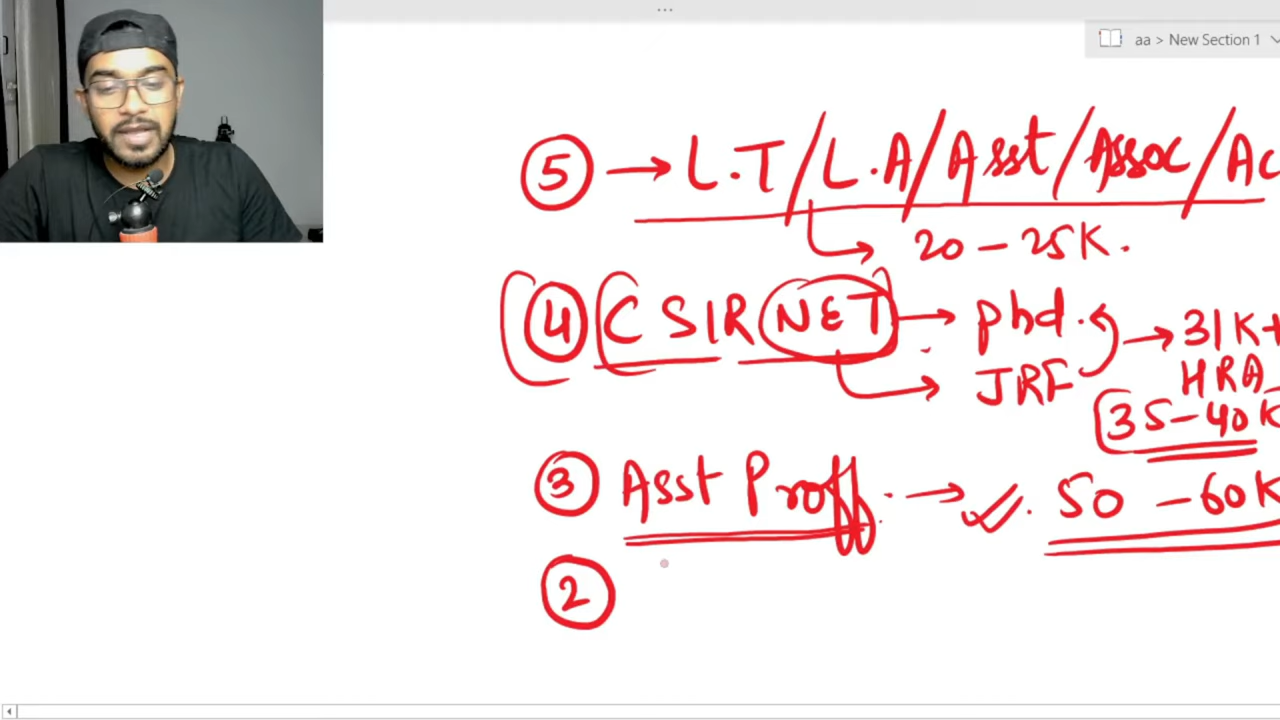 ...
aa > New Section 1
5 → L.T / L.A / Asst / Assoc / Ac
→ 20 - 25K.
4 CSIR NET → phd. → 31K+
→ JRF HRA
35-40K
3 Asst Proff. → ✓. 50 - 60K
2